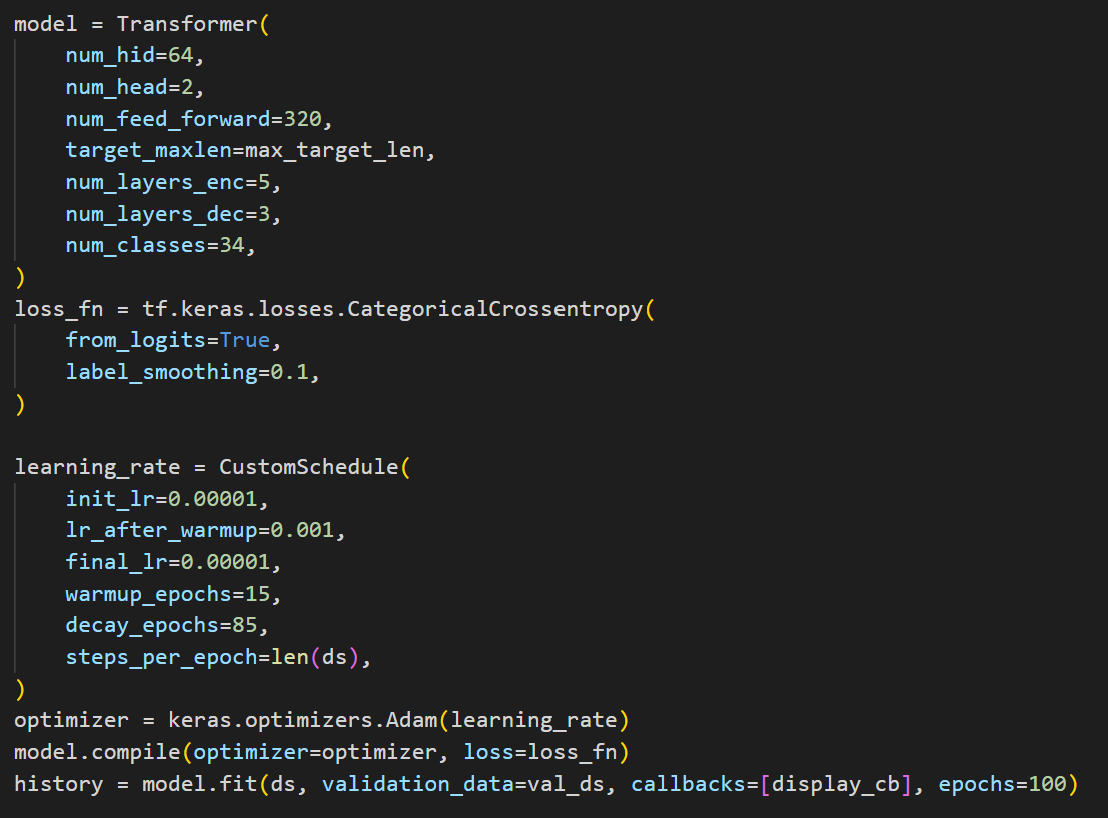 model = Transformer(
    num_hid=64,
    num_head=2,
    num_feed_forward=320,
    target_maxlen=max_target_len,
    num_layers_enc=5,
    num_layers_dec=3,
    num_classes=34,
)
loss_fn = tf.keras.losses.CategoricalCrossentropy(
    from_logits=True,
    label_smoothing=0.1,
)

learning_rate = CustomSchedule(
    init_lr=0.00001,
    lr_after_warmup=0.001,
    final_lr=0.00001,
    warmup_epochs=15,
    decay_epochs=85,
    steps_per_epoch=len(ds),
)
optimizer = keras.optimizers.Adam(learning_rate)
model.compile(optimizer=optimizer, loss=loss_fn)
history = model.fit(ds, validation_data=val_ds, callbacks=[display_cb], epochs=100)